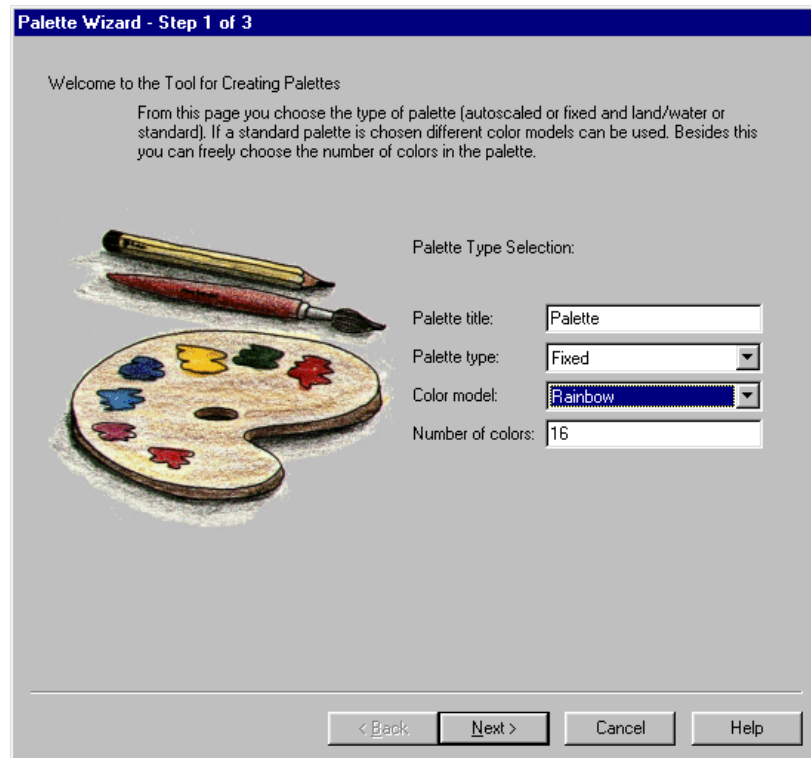 Palette Wizard - Step 1 of 3
Welcome to the Tool for Creating Palettes
From this page you choose the type of palette (autoscaled or fixed and land/water or
standard). If a standard palette is chosen different color models can be used. Besides this
you can freely choose the number of colors in the palette.
Palette Type Selection:
Palette title: Palette
Palette type: Fixed
Color model: Rainbow
Number of colors: 16
< Back Next > Cancel Help